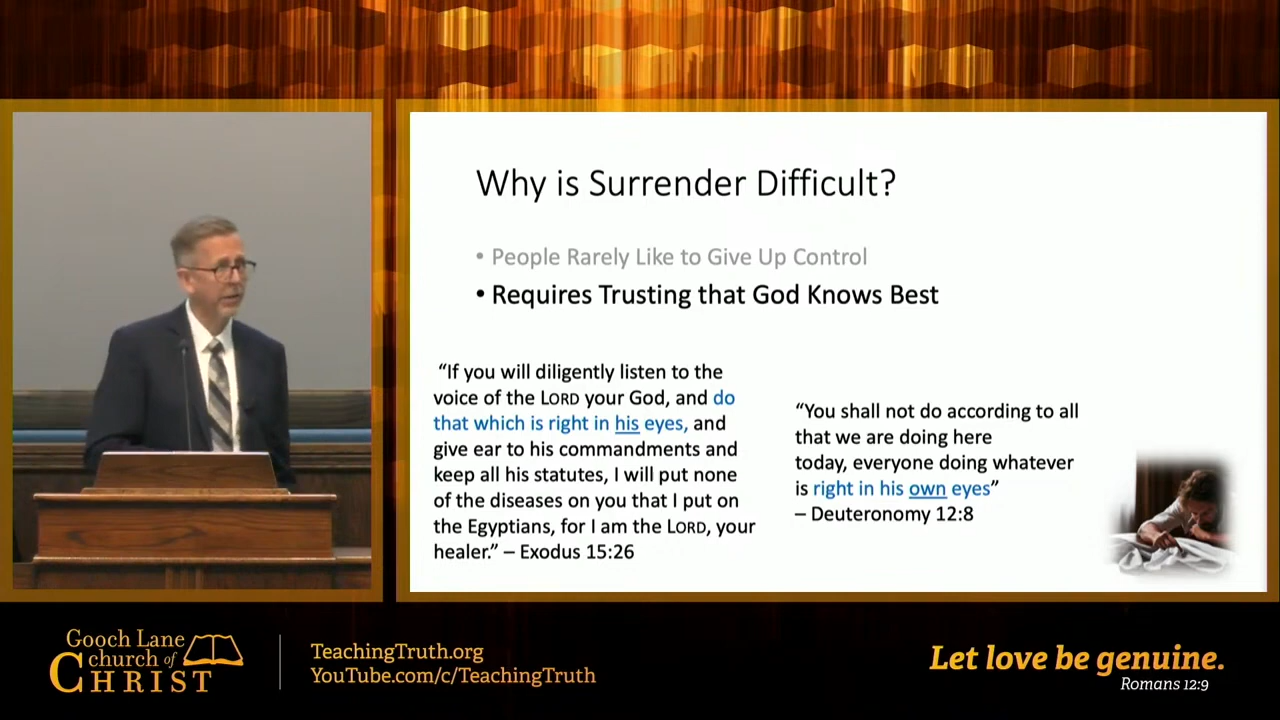 Why is Surrender Difficult?
• People Rarely Like to Give Up Control
• Requires Trusting that God Knows Best
“If you will diligently listen to the
voice of the LORD your God, and do
that which is right in his eyes, and
give ear to his commandments and
keep all his statutes, I will put none
of the diseases on you that I put on
the Egyptians, for I am the LORD, your
healer.” – Exodus 15:26
“You shall not do according to all
that we are doing here
today, everyone doing whatever
is right in his own eyes”
– Deuteronomy 12:8
Gooch Lane
church of
CHRIST
TeachingTruth.org
YouTube.com/c/TeachingTruth
Let love be genuine.
Romans 12:9